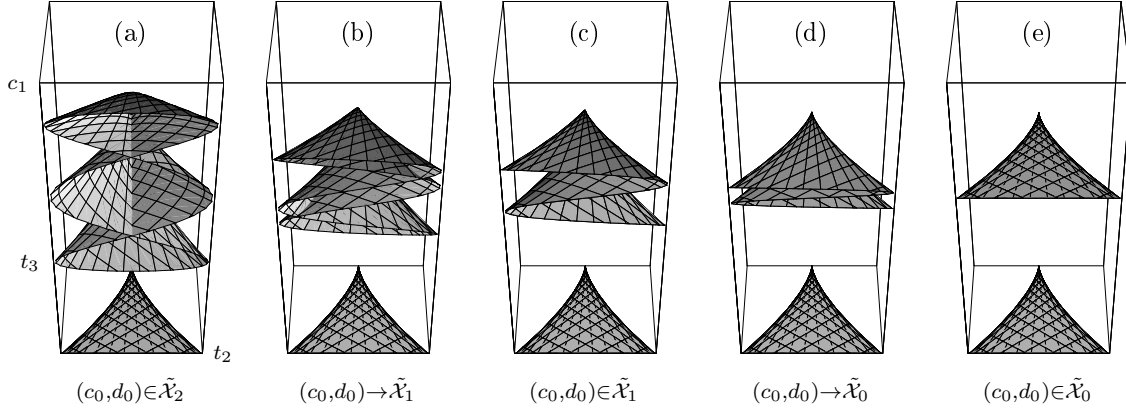 (a) (b) (c) (d) (e)
c₁
t₃
t₂
(c₀,d₀)∈𝒳̃₂ (c₀,d₀)→𝒳̃₁ (c₀,d₀)∈𝒳̃₁ (c₀,d₀)→𝒳̃₀ (c₀,d₀)∈𝒳̃₀